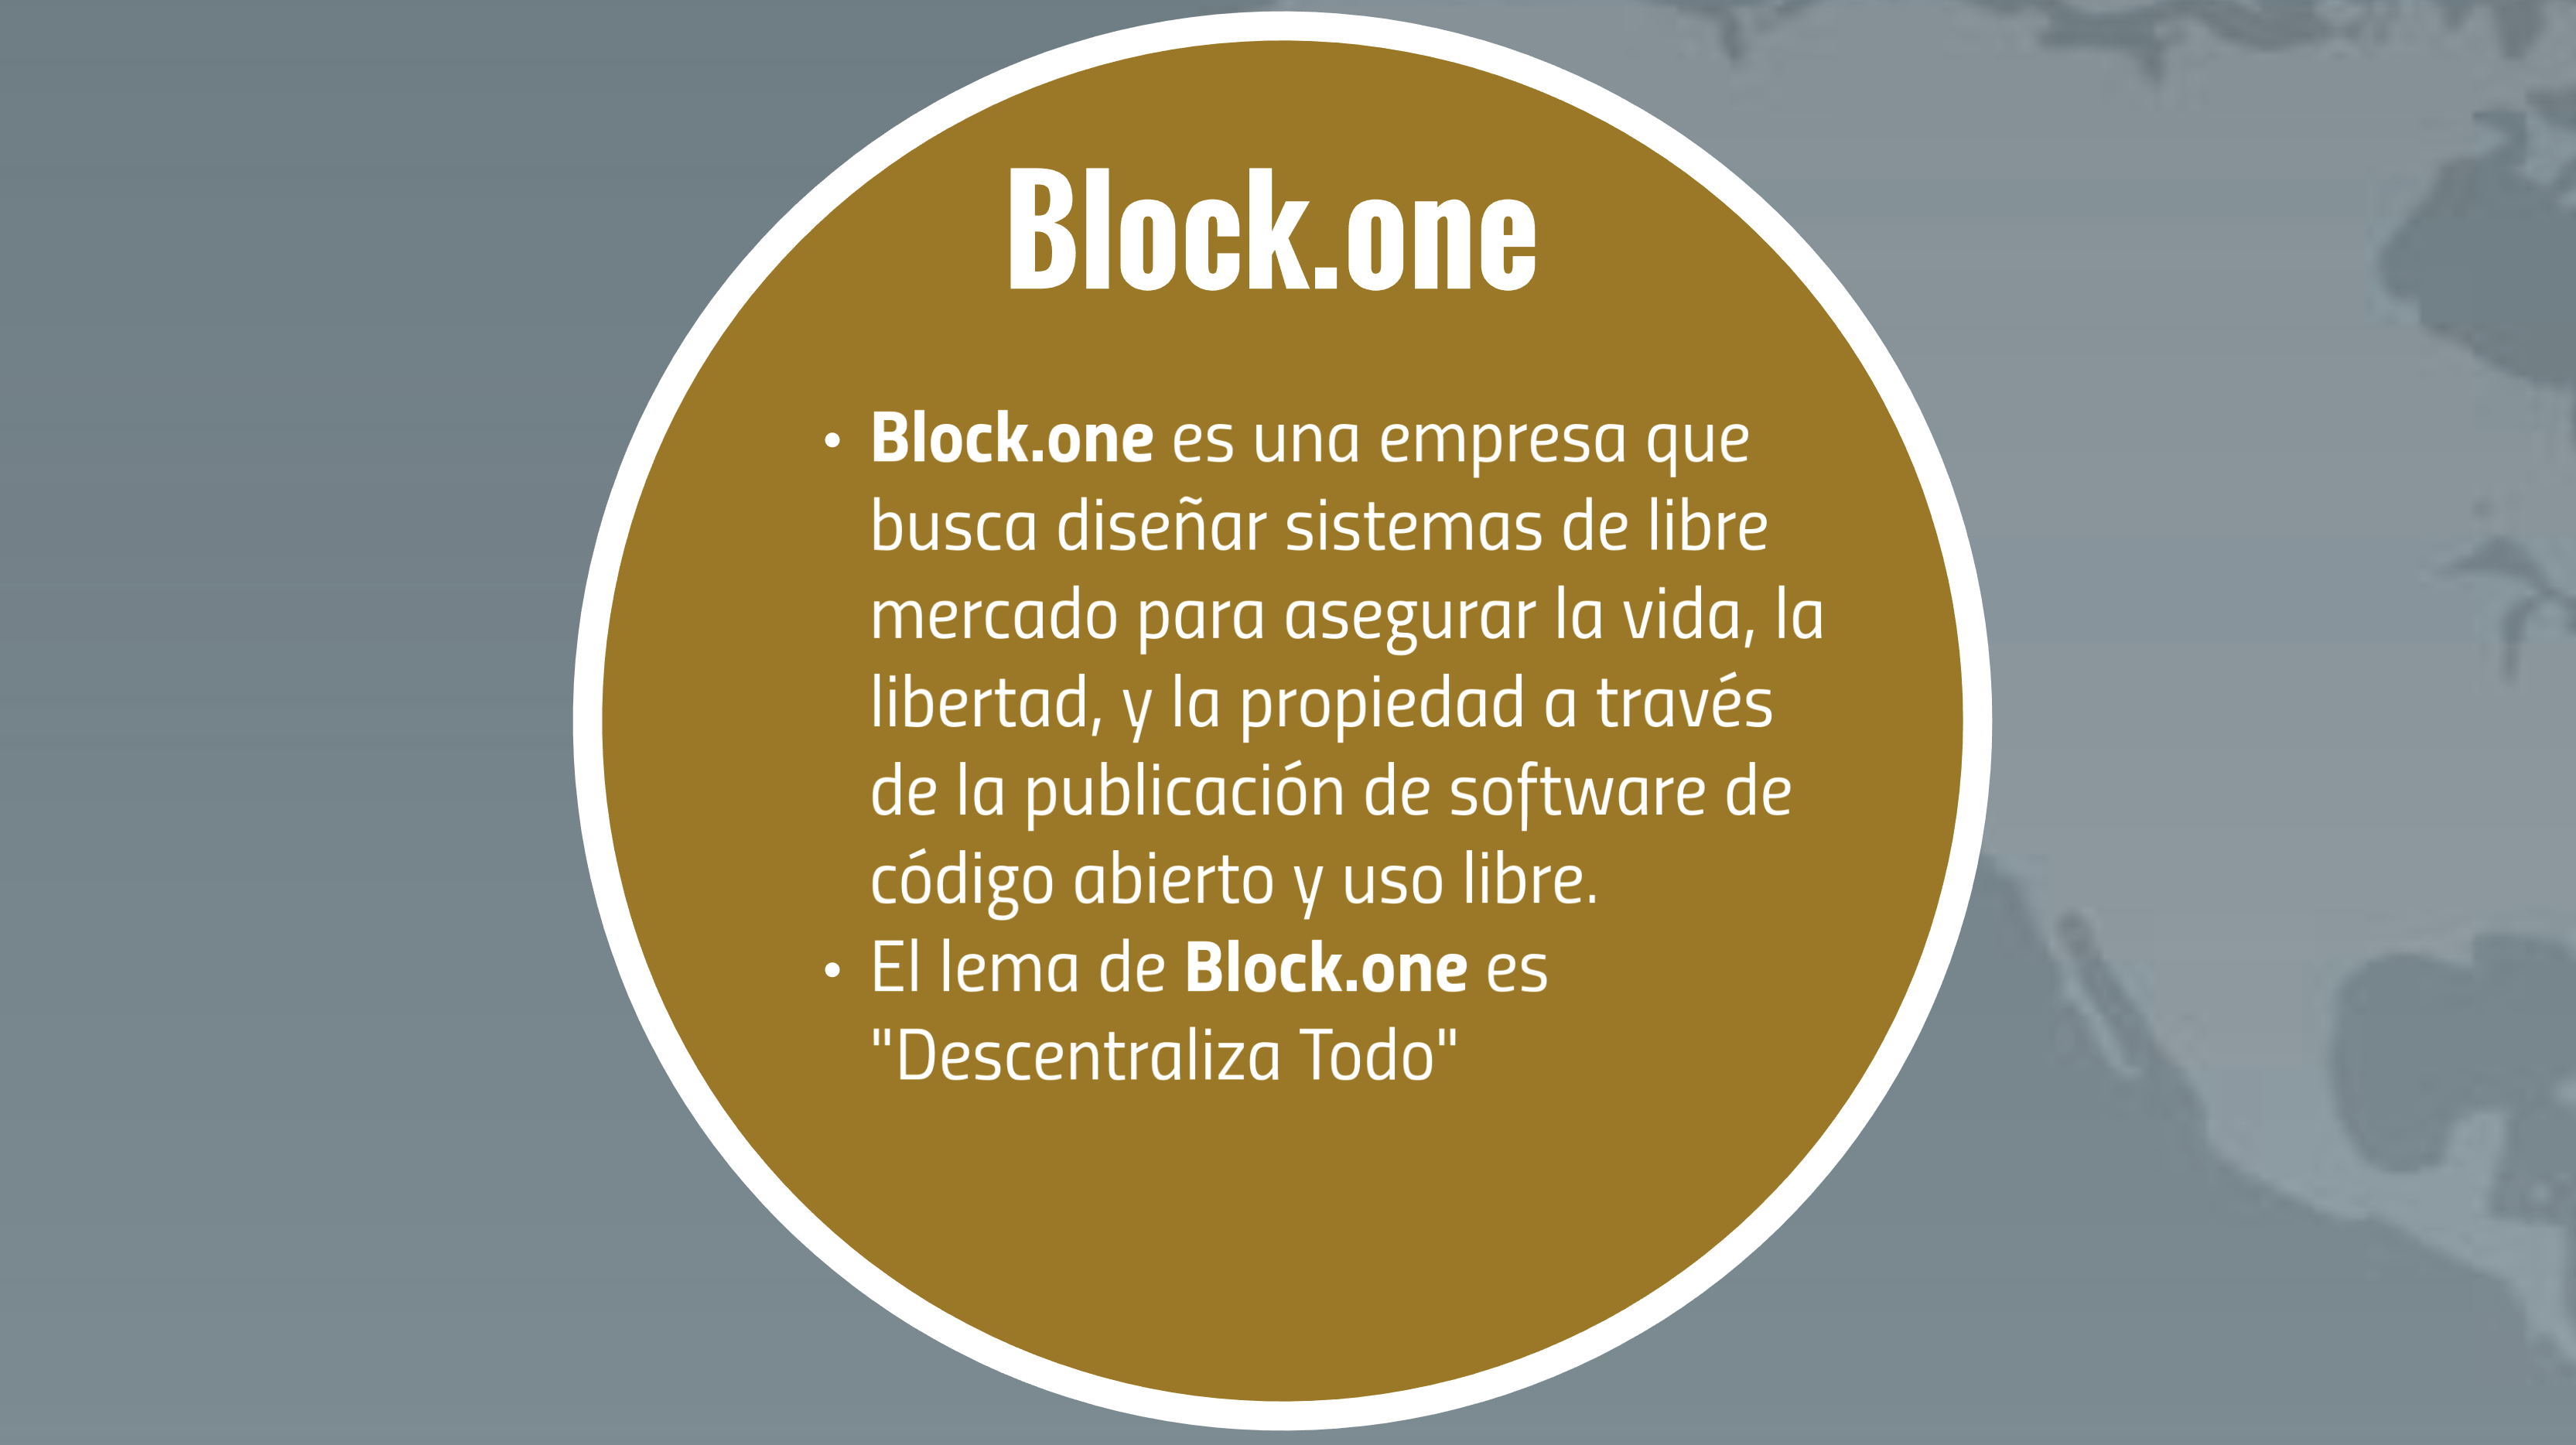 Block.one
• Block.one es una empresa que
busca diseñar sistemas de libre
mercado para asegurar la vida, la
libertad, y la propiedad a través
de la publicación de software de
código abierto y uso libre.
• El lema de Block.one es
"Descentraliza Todo"